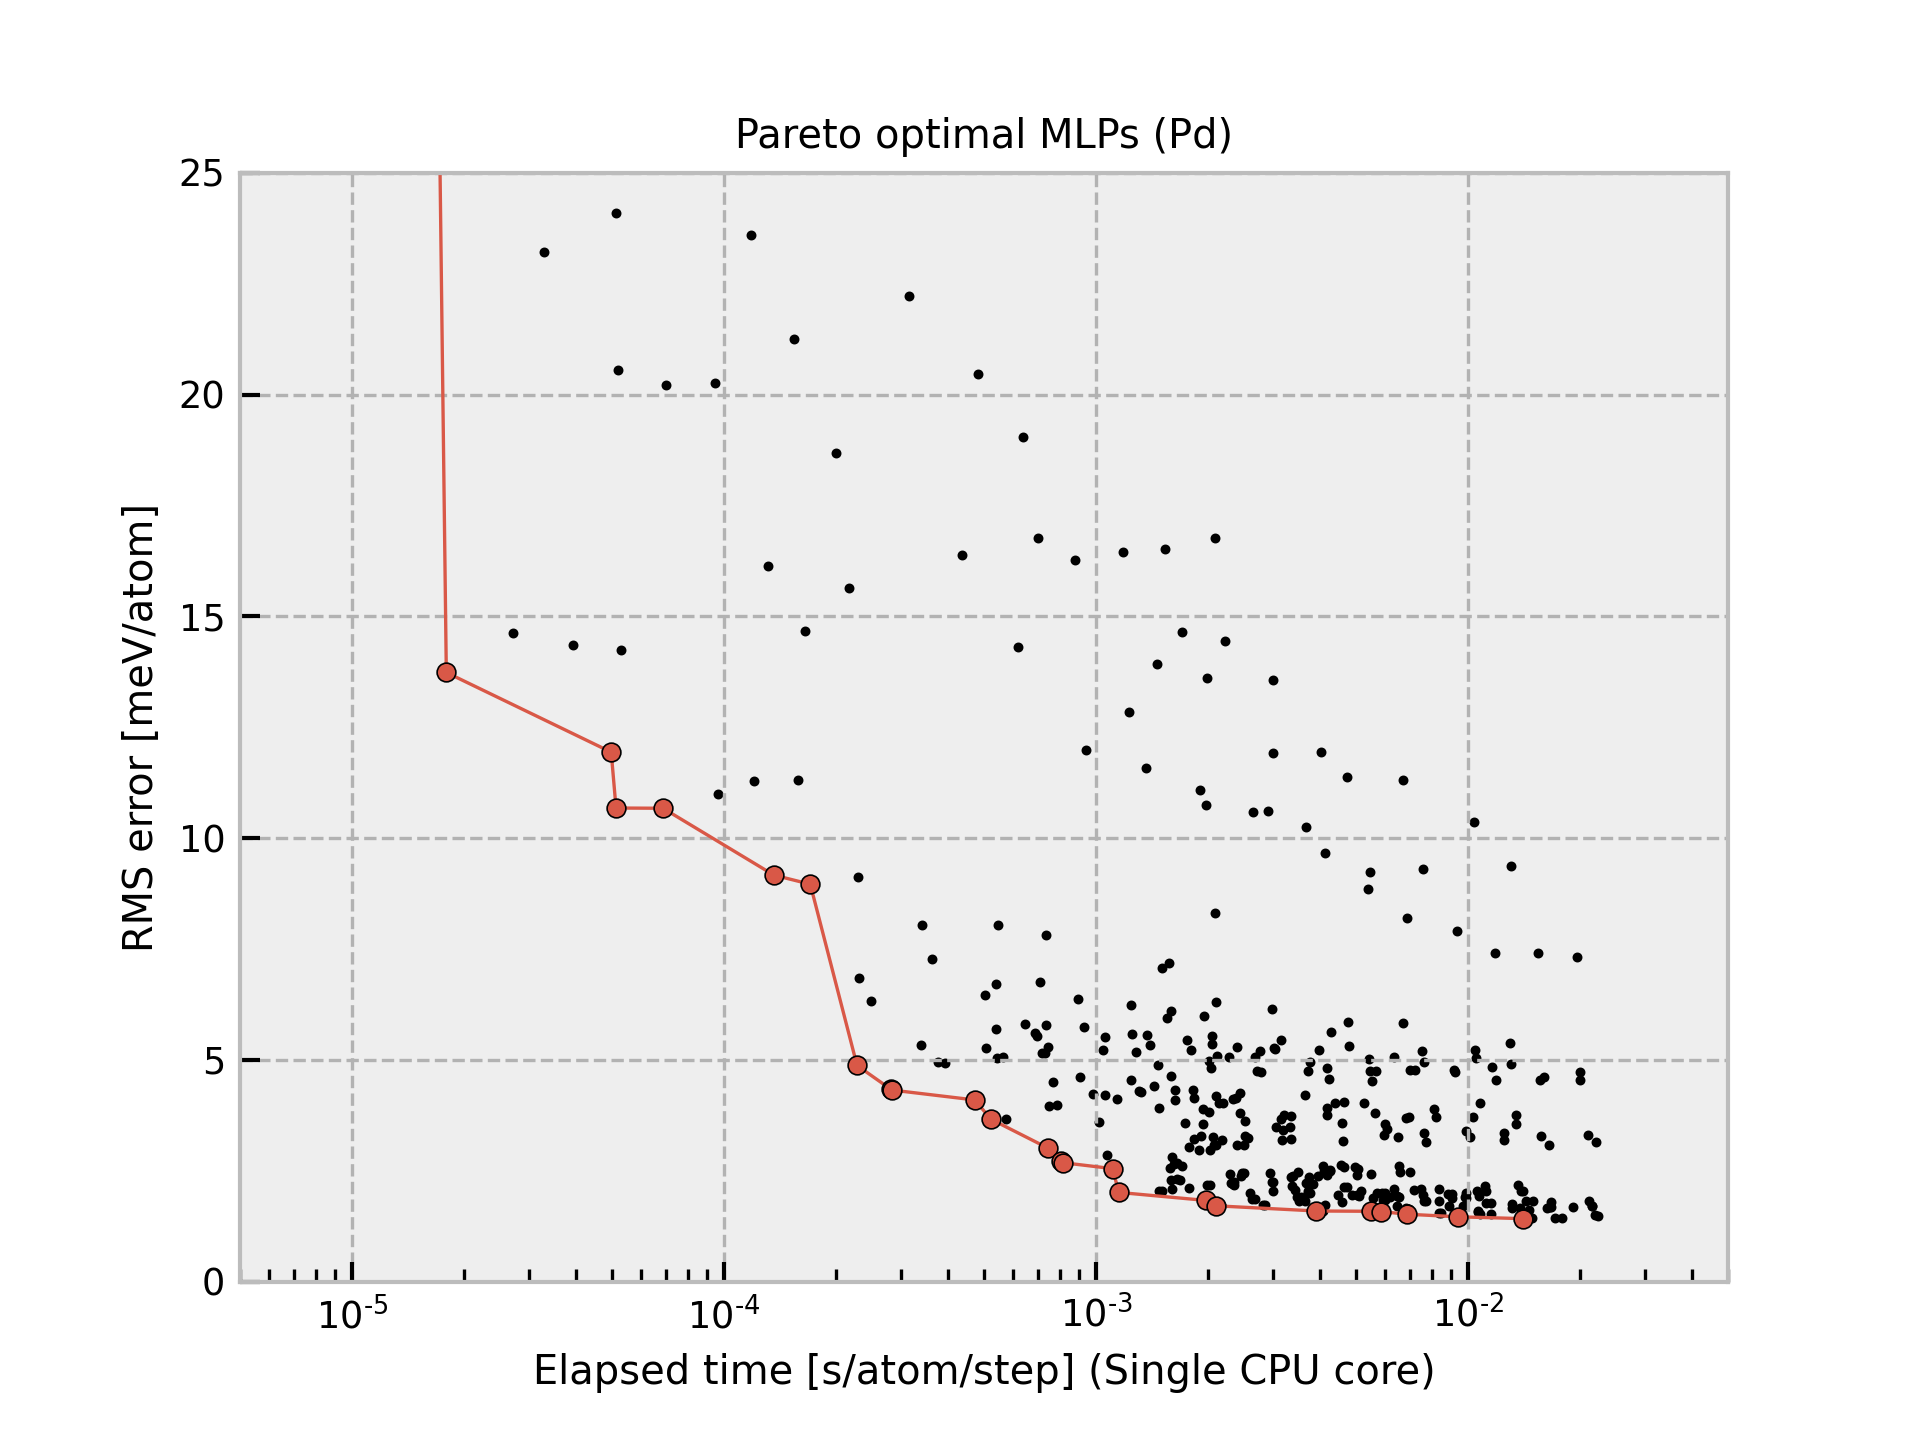 Pareto optimal MLPs (Pd)
25
20
15
10
5
0
RMS error [meV/atom]
10-5 10-4 10-3 10-2
Elapsed time [s/atom/step] (Single CPU core)